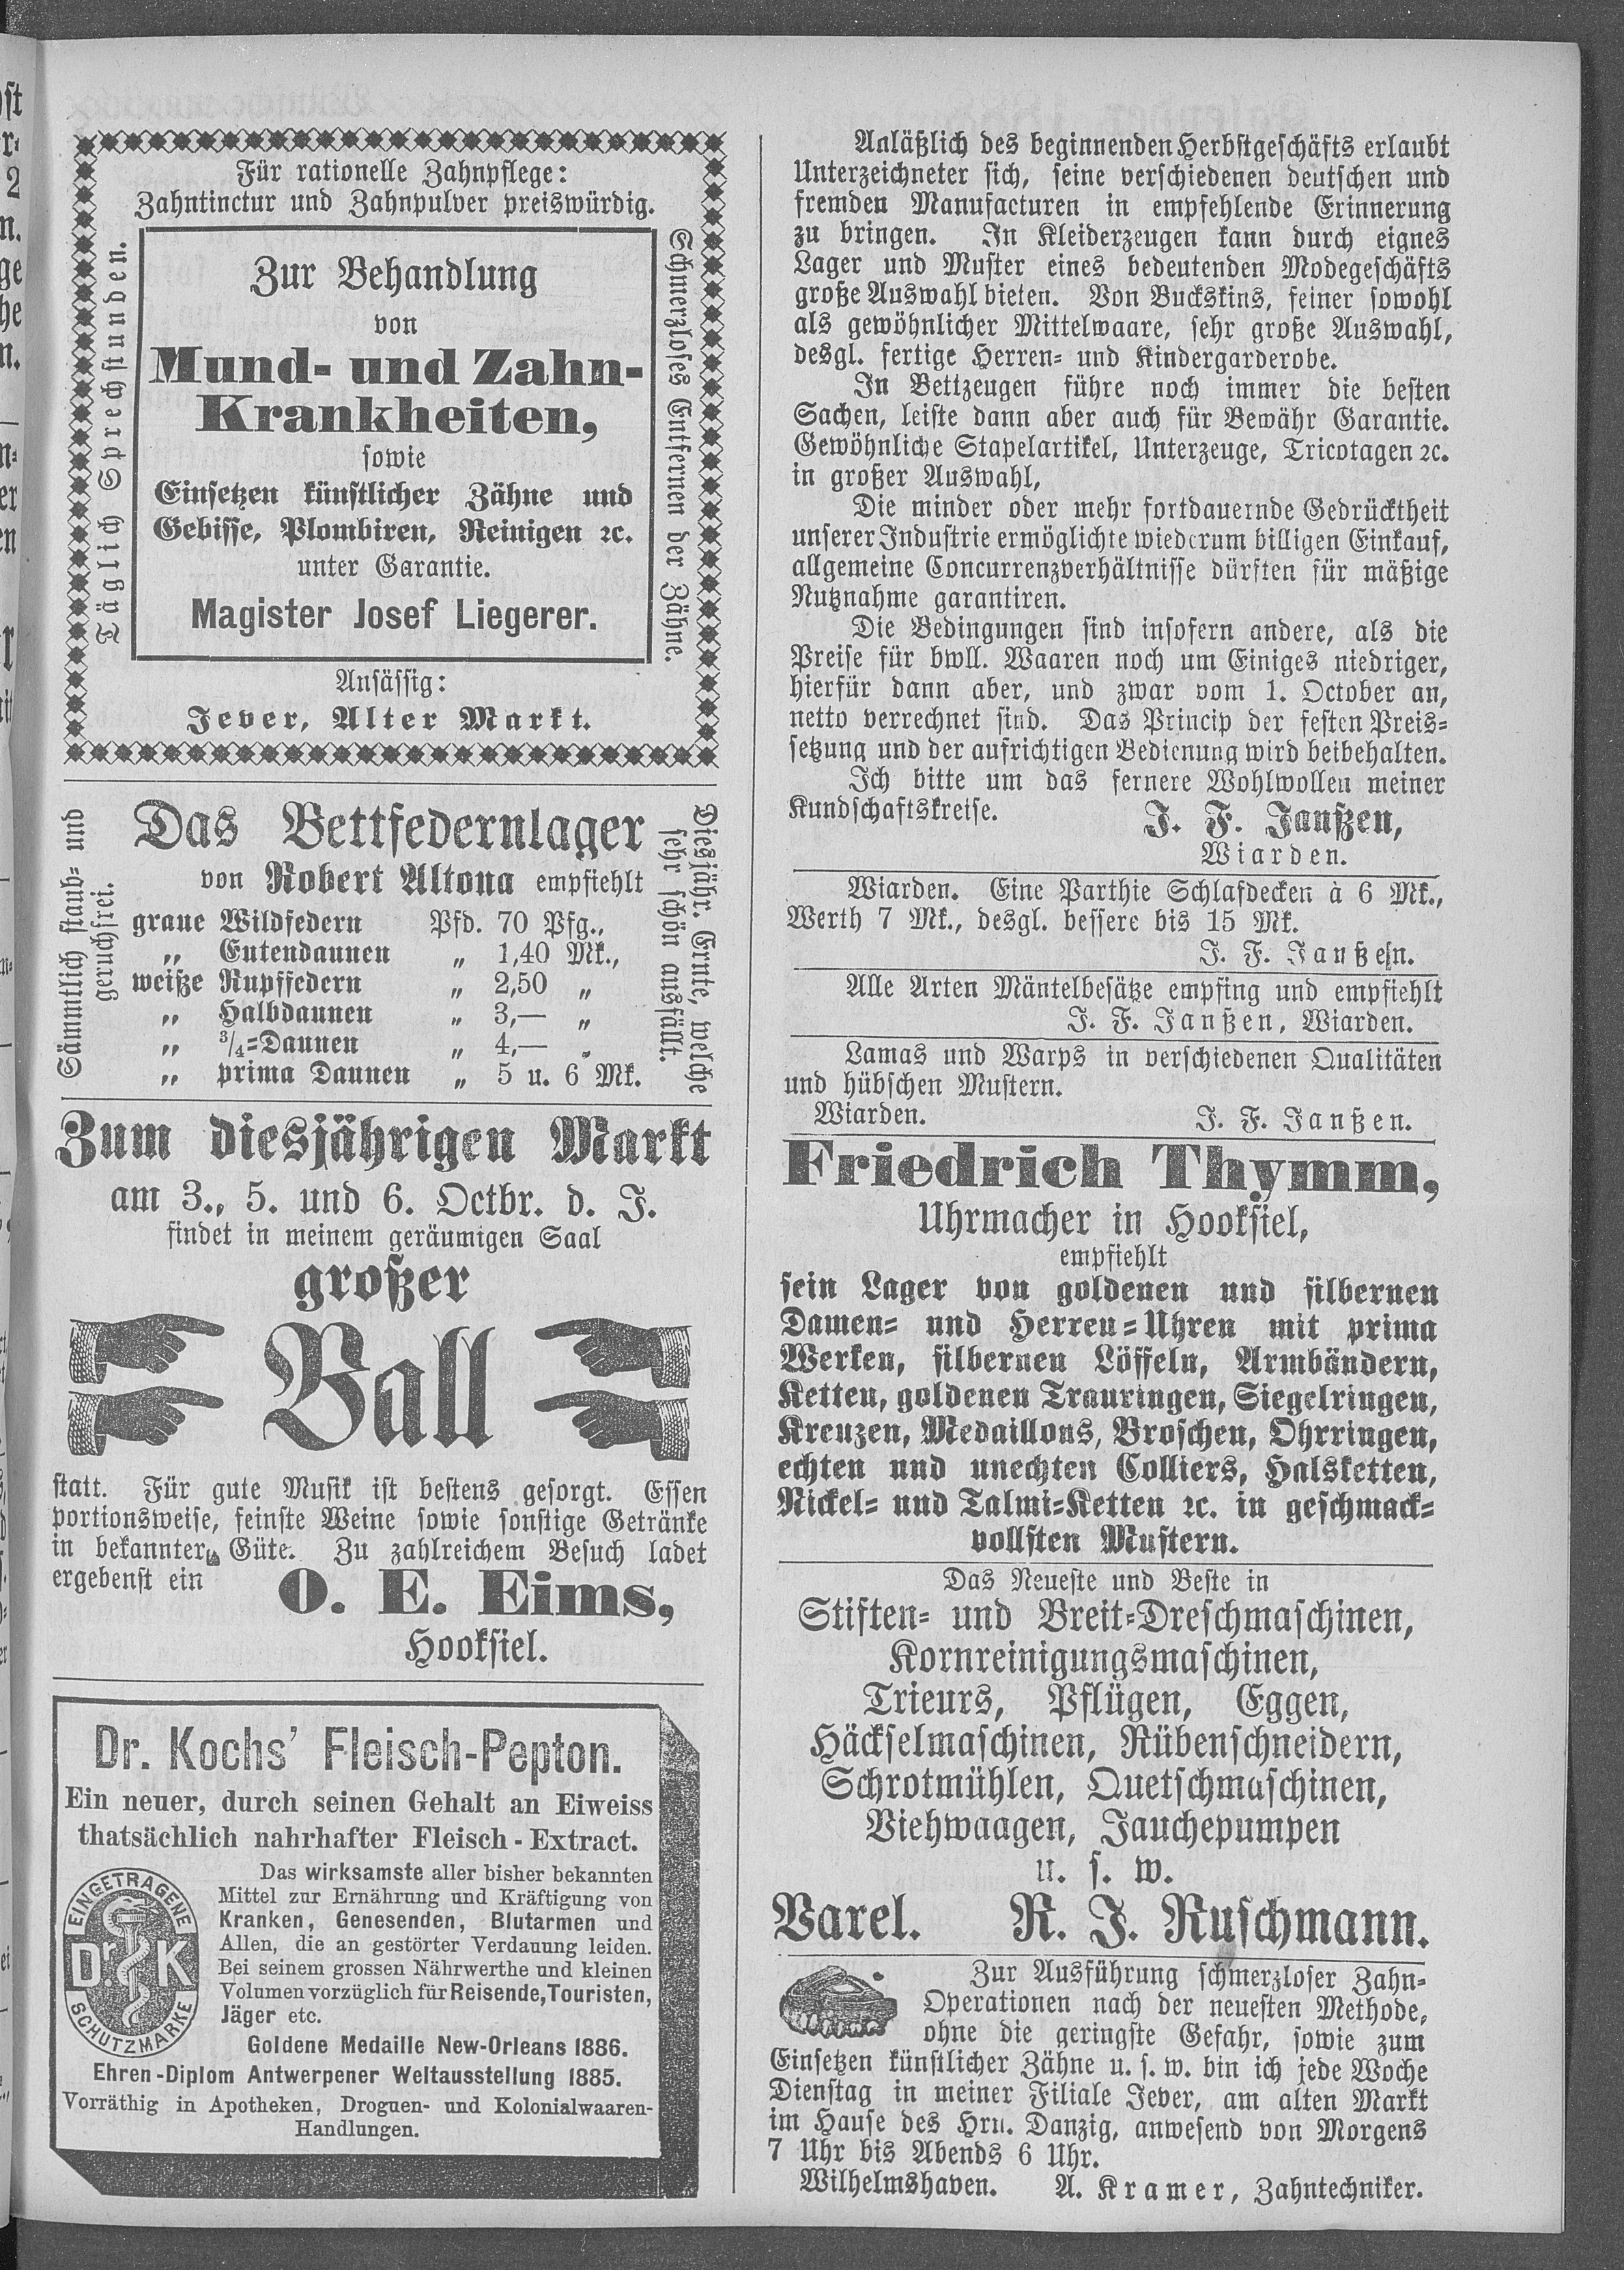 Für rationelle Zahnpflege:
Zahntinctur und Zahnpulver preiswürdig.
Täglich Sprechstunden.
Zur Behandlung
von
Mund- und Zahn-
Krankheiten,
sowie
Einsetzen künstlicher Zähne und
Gebisse, Plombiren, Reinigen ꝛc.
unter Garantie.
Magister Josef Liegerer.
Schmerzloses Entfernen der Zähne.
Ansässig:
Jever, Alter Markt.
Sämmtlich staub- und
geruchfrei.
Das Bettfedernlager
von Robert Altona empfiehlt
graue Wildfedern Pfd. 70 Pfg.,
„ Entendaunen „ 1,40 Mk.,
weiße Rupffedern „ 2,50 „
„ Halbdaunen „ 3,— „
„ 3/4=Daunen „ 4,— „
„ prima Daunen „ 5 u. 6 Mk.
Diesjähr. Ernte, welche
sehr schön ausfällt.
Zum diesjährigen Markt
am 3., 5. und 6. Octbr. d. J.
findet in meinem geräumigen Saal
großer
Ball
statt. Für gute Musik ist bestens gesorgt. Essen
portionsweise, feinste Weine sowie sonstige Getränke
in bekannter Güte. Zu zahlreichem Besuch ladet
ergebenst ein
O. E. Eims,
Hooksiel.
Dr. Kochs' Fleisch-Pepton.
Ein neuer, durch seinen Gehalt an Eiweiss
thatsächlich nahrhafter Fleisch-Extract.
EINGETRAGENE
Dr. K
SCHUTZMARKE
Das wirksamste aller bisher bekannten
Mittel zur Ernährung und Kräftigung von
Kranken, Genesenden, Blutarmen und
Allen, die an gestörter Verdauung leiden.
Bei seinem grossen Nährwerthe und kleinen
Volumen vorzüglich für Reisende, Touristen,
Jäger etc.
Goldene Medaille New-Orleans 1886.
Ehren-Diplom Antwerpener Weltausstellung 1885.
Vorräthig in Apotheken, Droguen- und Kolonialwaaren-
Handlungen.
Anläßlich des beginnenden Herbstgeschäfts erlaubt
Unterzeichneter sich, seine verschiedenen deutschen und
fremden Manufacturen in empfehlende Erinnerung
zu bringen. In Kleiderzeugen kann durch eignes
Lager und Muster eines bedeutenden Modegeschäfts
große Auswahl bieten. Von Buckskins, feiner sowohl
als gewöhnlicher Mittelwaare, sehr große Auswahl,
desgl. fertige Herren= und Kindergarderobe.
In Bettzeugen führe noch immer die besten
Sachen, leiste dann aber auch für Bewähr Garantie.
Gewöhnliche Stapelartikel, Unterzeuge, Tricotagen ꝛc.
in großer Auswahl,
Die minder oder mehr fortdauernde Gedrücktheit
unserer Industrie ermöglichte wiederum billigen Einkauf,
allgemeine Concurrenzverhältnisse dürften für mäßige
Nutznahme garantiren.
Die Bedingungen sind insofern andere, als die
Preise für bwll. Waaren noch um Einiges niedriger,
hierfür dann aber, und zwar vom 1. October an,
netto verrechnet sind. Das Princip der festen Preis=
setzung und der aufrichtigen Bedienung wird beibehalten.
Ich bitte um das fernere Wohlwollen meiner
Kundschaftskreise.
J. F. Janßen,
Wiarden.
Wiarden. Eine Parthie Schlafdecken à 6 Mk.,
Werth 7 Mk., desgl. bessere bis 15 Mk.
J. F. Janßen.
Alle Arten Mäntelbesätze empfing und empfiehlt
J. F. Janßen, Wiarden.
Lamas und Warps in verschiedenen Qualitäten
und hübschen Mustern.
Wiarden. J. F. Janßen.
Friedrich Thymm,
Uhrmacher in Hooksiel,
empfiehlt
sein Lager von goldenen und silbernen
Damen= und Herren=Uhren mit prima
Werken, silbernen Löffeln, Armbändern,
Ketten, goldenen Trauringen, Siegelringen,
Kreuzen, Medaillons, Broschen, Ohrringen,
echten und unechten Colliers, Halsketten,
Nickel= und Talmi=Ketten ꝛc. in geschmack=
vollsten Mustern.
Das Neueste und Beste in
Stiften= und Breit=Dreschmaschinen,
Kornreinigungsmaschinen,
Trieurs, Pflügen, Eggen,
Häckselmaschinen, Rübenschneidern,
Schrotmühlen, Quetschmaschinen,
Viehwaagen, Jauchepumpen
u. s. w.
Varel. R. J. Ruschmann.
Zur Ausführung schmerzloser Zahn=
Operationen nach der neuesten Methode,
ohne die geringste Gefahr, sowie zum
Einsetzen künstlicher Zähne u. s. w. bin ich jede Woche
Dienstag in meiner Filiale Jever, am alten Markt
im Hause des Hrn. Danzig, anwesend von Morgens
7 Uhr bis Abends 6 Uhr.
Wilhelmshaven. A. Kramer, Zahntechniker.